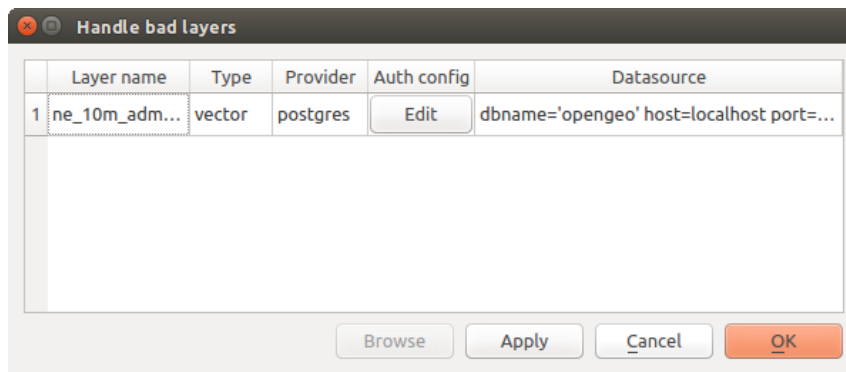 Handle bad layers
Layer name Type Provider Auth config Datasource
1 ne_10m_adm... vector postgres Edit dbname='opengeo' host=localhost port=...
Browse Apply Cancel OK